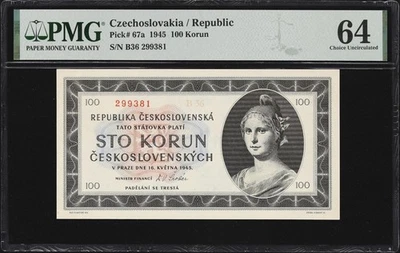 PMG
PAPER MONEY GUARANTY
Czechoslovakia / Republic
Pick# 67a 1945 100 Korun
S/N B36 299381
64
Choice Uncirculated
100
299381
B 36
100
REPUBLIKA ČESKOSLOVENSKÁ
TATO STÁTOVKA PLATÍ
STO KORUN
ČESKOSLOVENSKÝCH
V PRAZE DNE 16. KVĚTNA 1945.
MINISTR FINANCÍ
PADĚLÁNÍ SE TRESTÁ
100
100